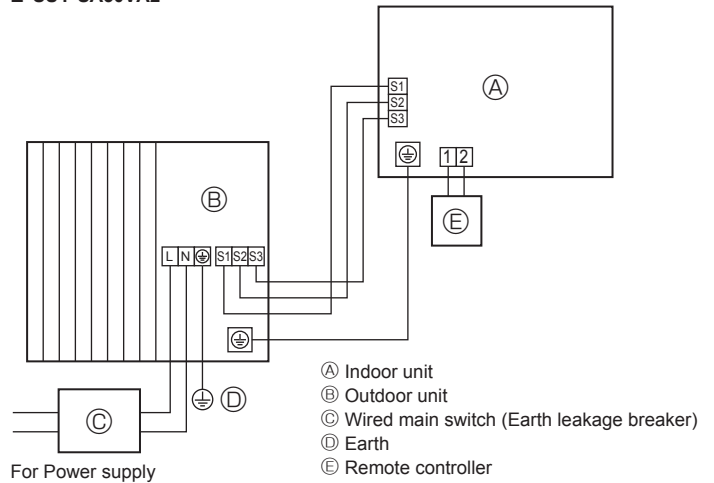 S1
S2
S3
Ⓐ
1 2
Ⓔ
Ⓑ
L N S1 S2 S3
Ⓓ
Ⓒ
For Power supply
Ⓐ Indoor unit
Ⓑ Outdoor unit
Ⓒ Wired main switch (Earth leakage breaker)
Ⓓ Earth
Ⓔ Remote controller